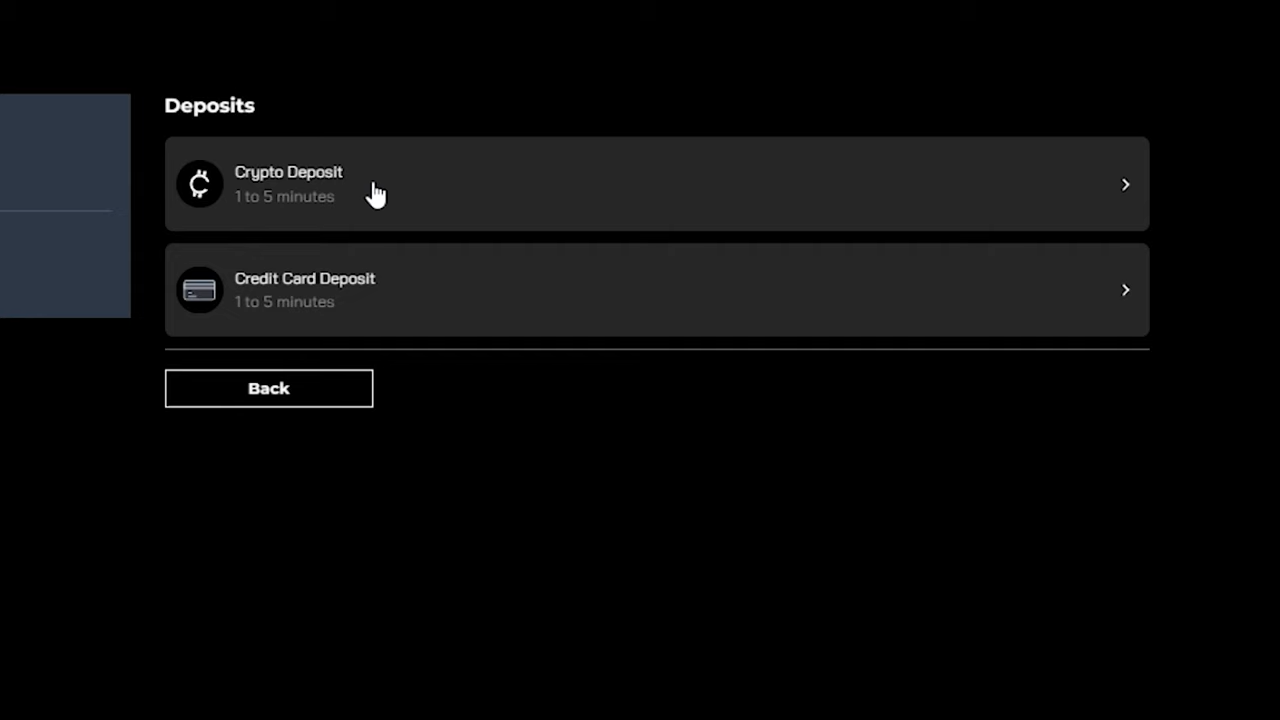 Deposits
Crypto Deposit
1 to 5 minutes
Credit Card Deposit
1 to 5 minutes
Back